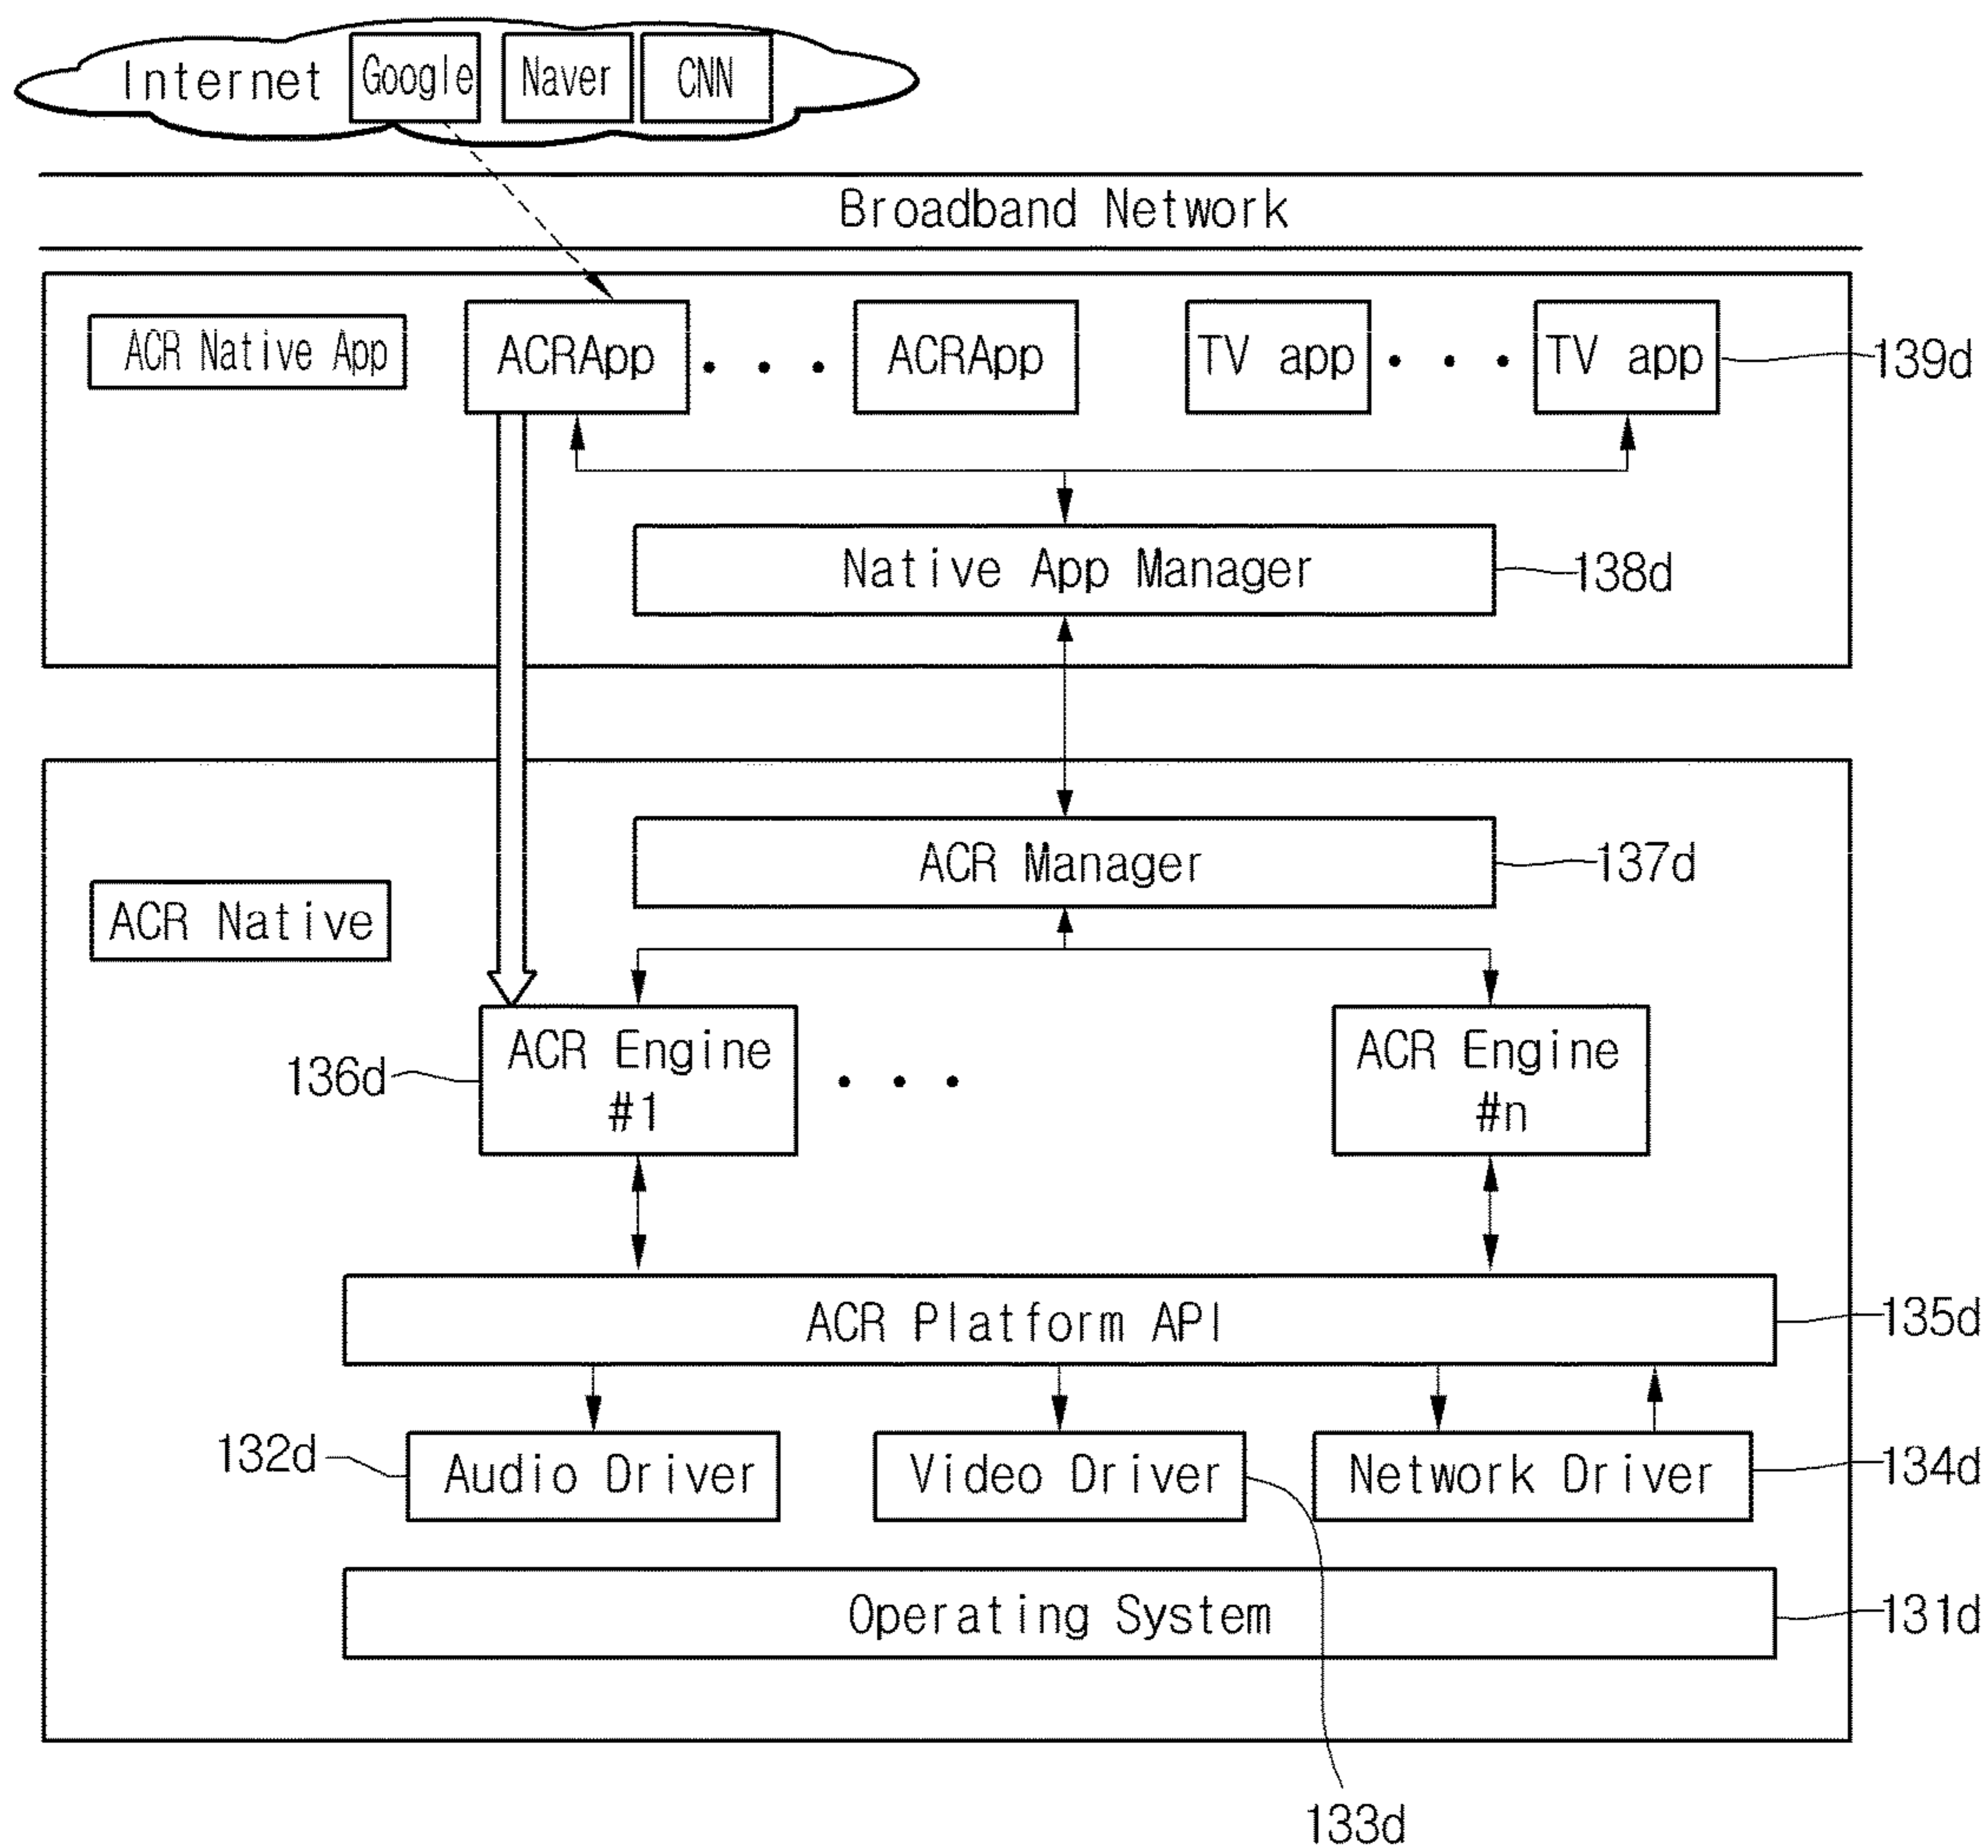 Internet Google Naver CNN
Broadband Network
ACR Native App ACRApp ACRApp TV app TV app 139d
Native App Manager 138d
ACR Manager 137d
ACR Native
ACR Engine ACR Engine
136d
#1 #n
ACR Platform API 135d
132d Audio Driver Video Driver Network Driver 134d
Operating System 131d
133d